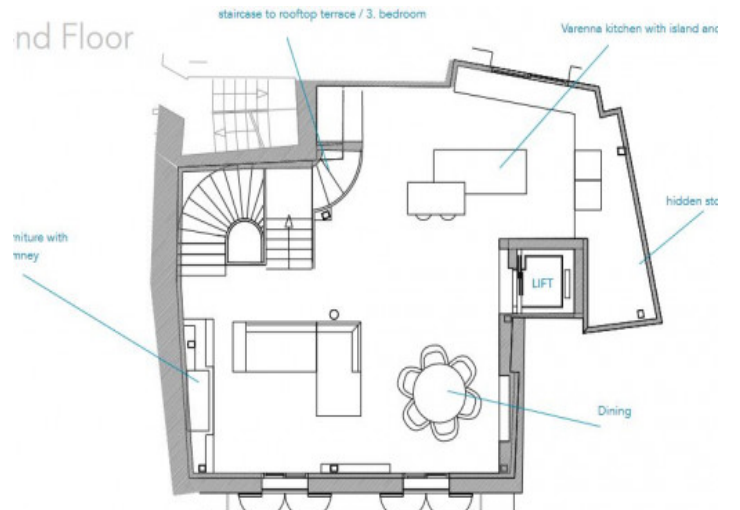 nd Floor
staircase to rooftop terrace / 3. bedroom
Varenna kitchen with island and
hidden sto
niture with
mney
LIFT
Dining